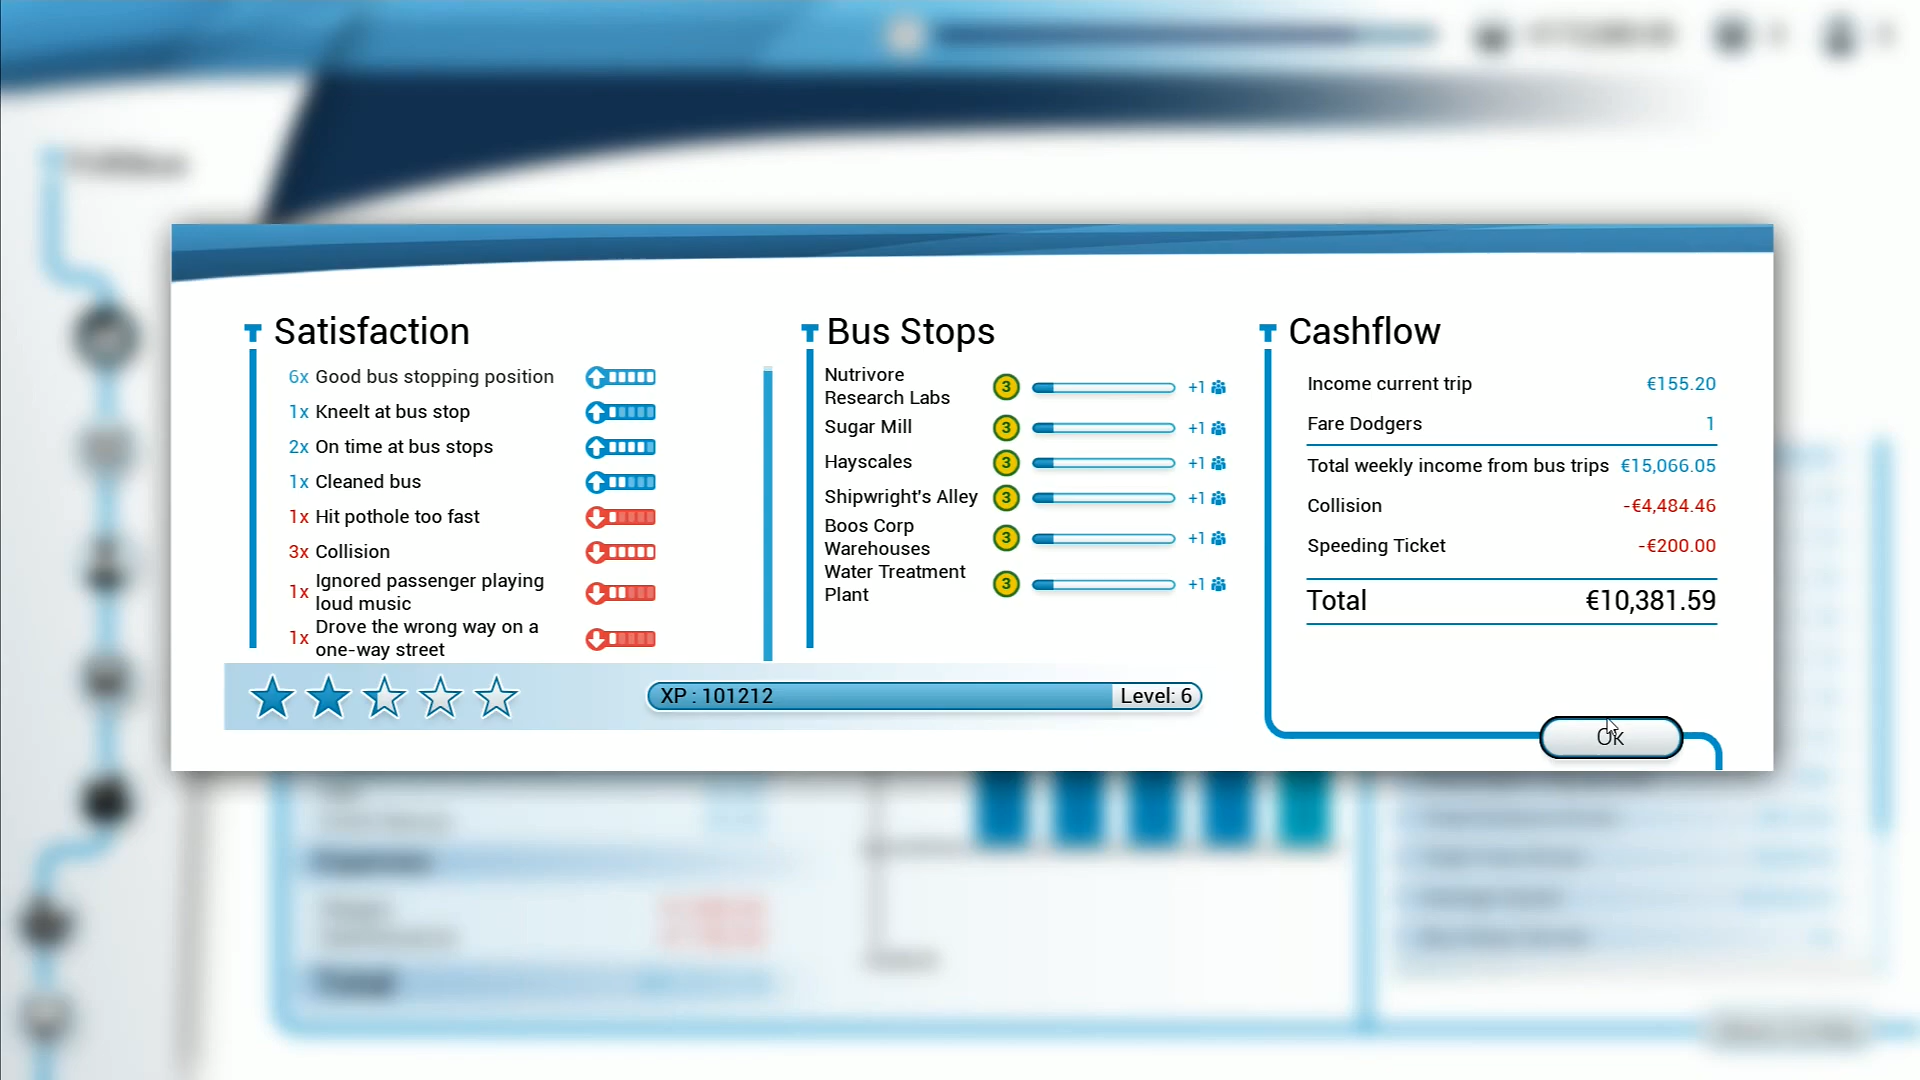 Satisfaction
6x Good bus stopping position
1x Kneelt at bus stop
2x On time at bus stops
1x Cleaned bus
1x Hit pothole too fast
3x Collision
1x Ignored passenger playing
loud music
1x Drove the wrong way on a
one-way street
XP : 101212
Level: 6
Bus Stops
Nutrivore
Research Labs
3 +1
Sugar Mill 3 +1
Hayscales 3 +1
Shipwright's Alley 3 +1
Boos Corp
Warehouses
3 +1
Water Treatment
Plant
3 +1
Cashflow
Income current trip €155.20
Fare Dodgers 1
Total weekly income from bus trips €15,066.05
Collision -€4,484.46
Speeding Ticket -€200.00
Total €10,381.59
Ok